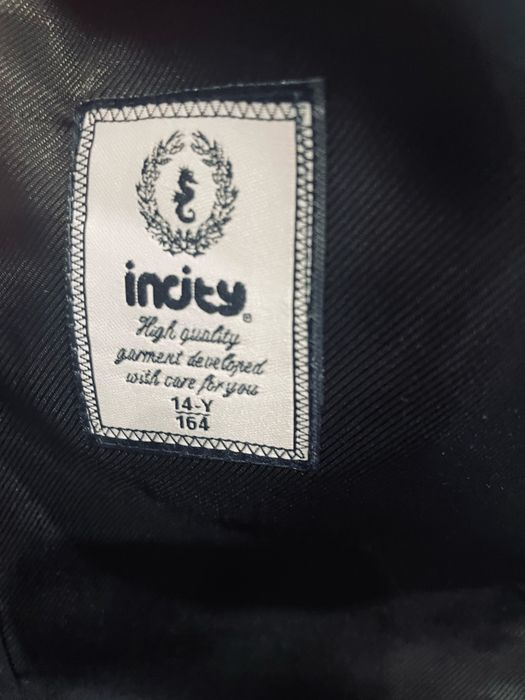 incity®
High quality
garment developed
with care for you
14-Y
164